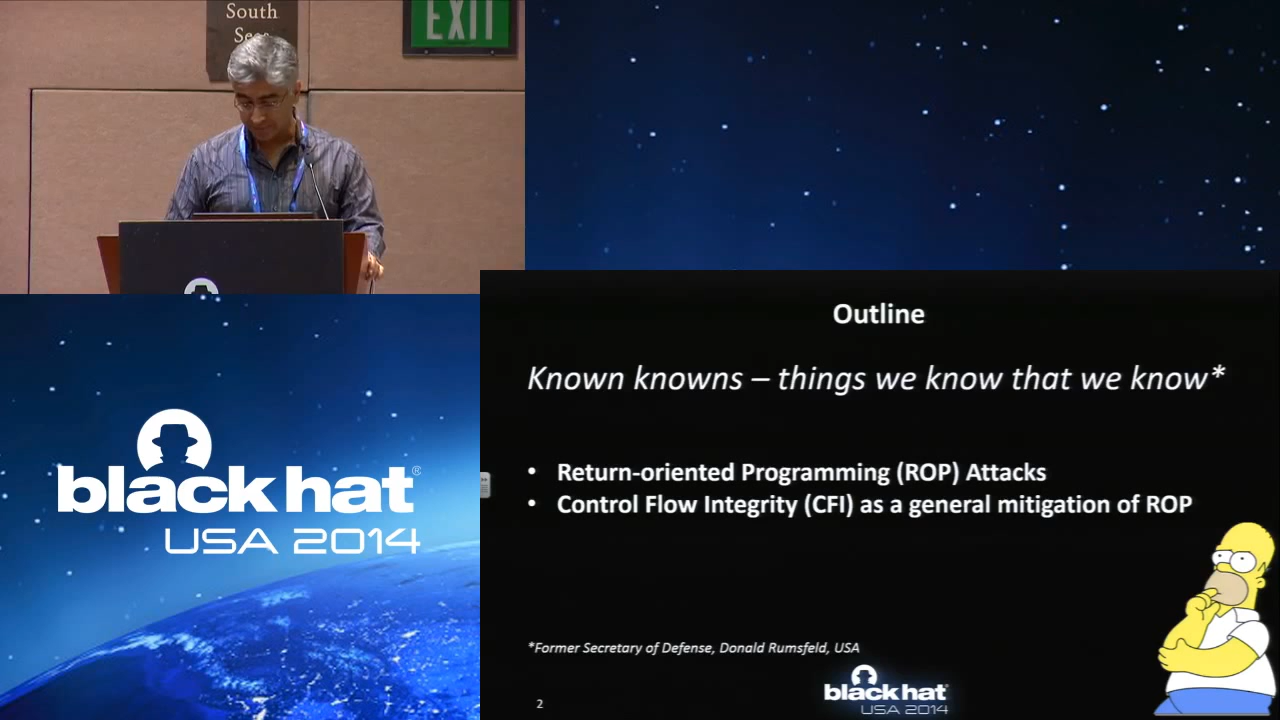 South
Seas
EXIT
black hat®
USA 2014
Outline
Known knowns – things we know that we know*
• Return-oriented Programming (ROP) Attacks
• Control Flow Integrity (CFI) as a general mitigation of ROP
*Former Secretary of Defense, Donald Rumsfeld, USA
2
black hat®
USA 2014